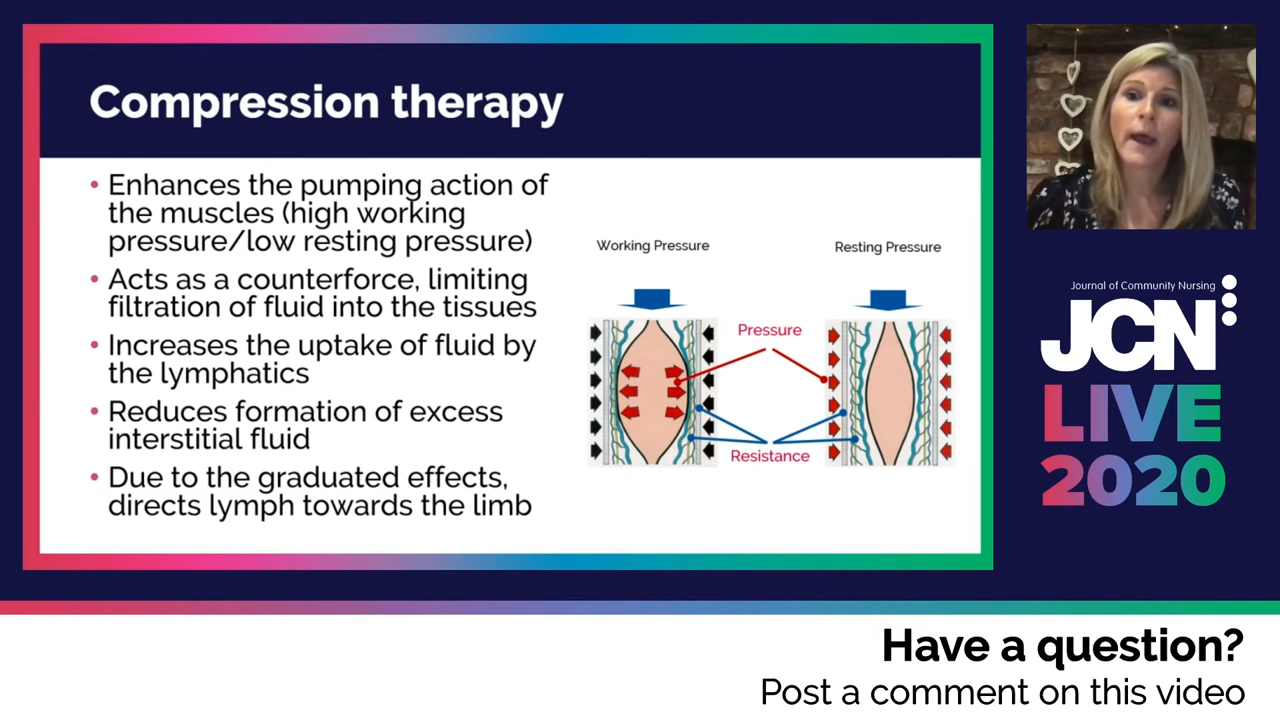 Compression therapy
• Enhances the pumping action of
the muscles (high working
pressure/low resting pressure)
• Acts as a counterforce, limiting
filtration of fluid into the tissues
• Increases the uptake of fluid by
the lymphatics
• Reduces formation of excess
interstitial fluid
• Due to the graduated effects,
directs lymph towards the limb
Working Pressure
Resting Pressure
Pressure
Resistance
Journal of Community Nursing
JCN
LIVE
2020
Have a question?
Post a comment on this video